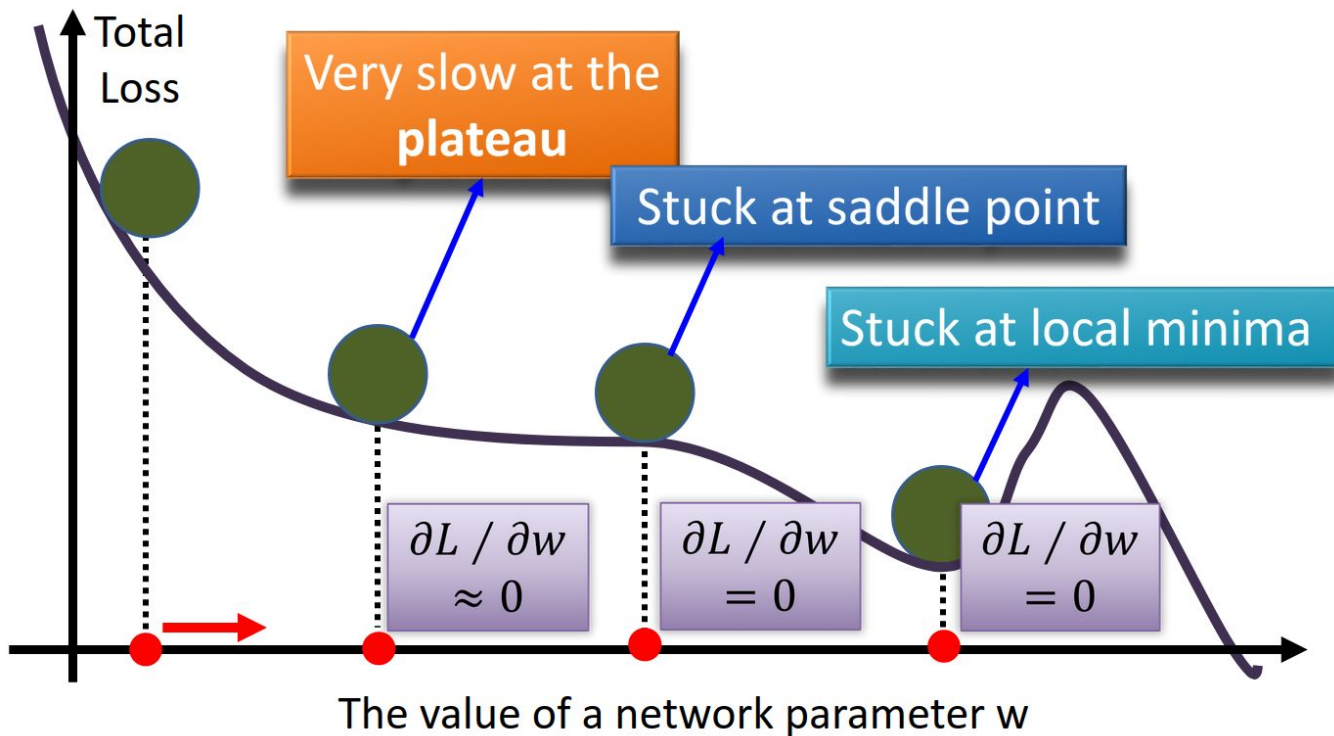 Total
Loss
Very slow at the
plateau
Stuck at saddle point
Stuck at local minima
∂L / ∂w
≈ 0
∂L / ∂w
= 0
∂L / ∂w
= 0
The value of a network parameter w